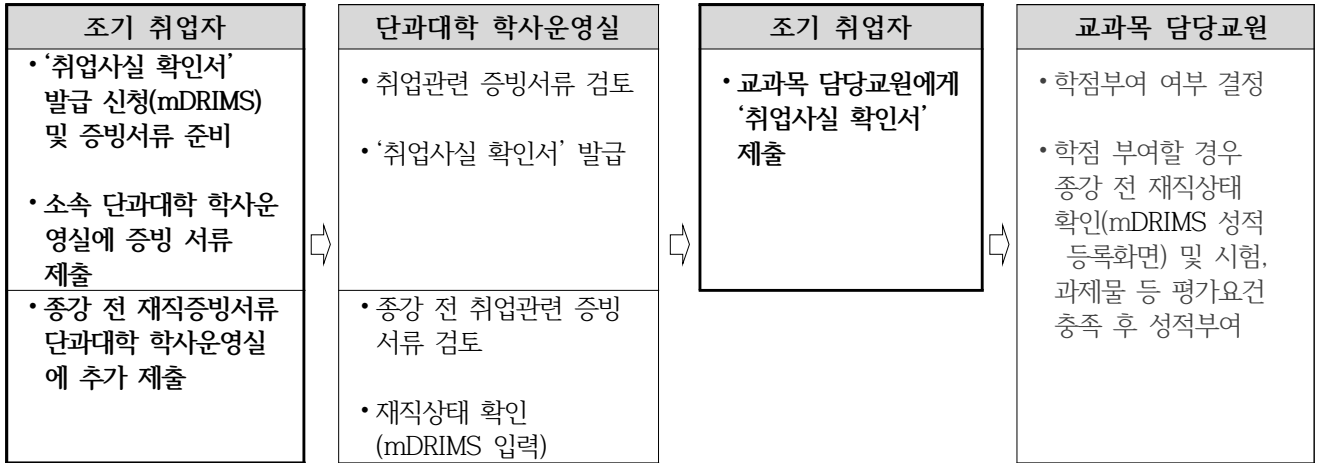 조기 취업자
• ‘취업사실 확인서’
발급 신청(mDRIMS)
및 증빙서류 준비
• 소속 단과대학 학사운
영실에 증빙 서류
제출
• 종강 전 재직증빙서류
단과대학 학사운영실
에 추가 제출
단과대학 학사운영실
• 취업관련 증빙서류 검토
• ‘취업사실 확인서’ 발급
• 종강 전 취업관련 증빙
서류 검토
• 재직상태 확인
(mDRIMS 입력)
조기 취업자
• 교과목 담당교원에게
‘취업사실 확인서’
제출
교과목 담당교원
• 학점부여 여부 결정
• 학점 부여할 경우
종강 전 재직상태
확인(mDRIMS 성적
등록화면) 및 시험,
과제물 등 평가요건
충족 후 성적부여